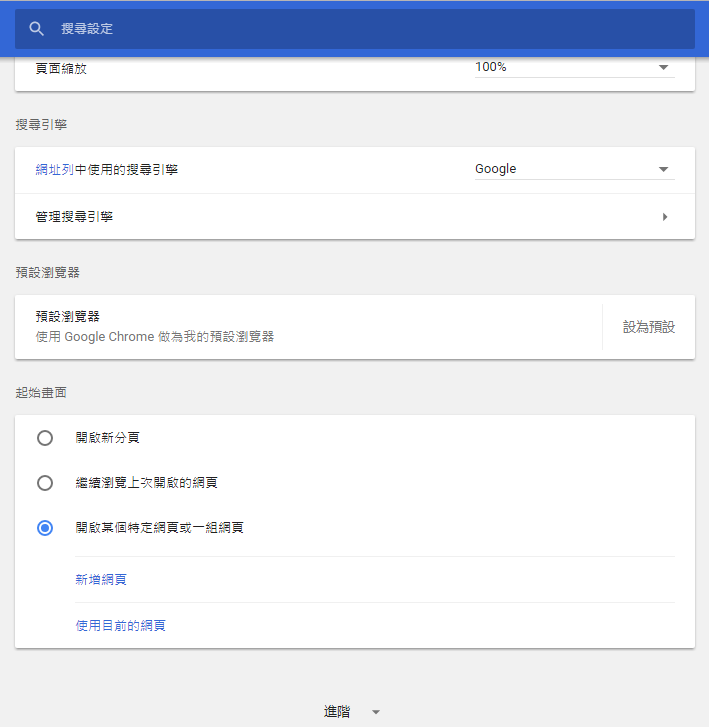 搜尋設定
頁面縮放
100%
搜尋引擎
網址列中使用的搜尋引擎
Google
管理搜尋引擎
預設瀏覽器
預設瀏覽器
使用 Google Chrome 做為我的預設瀏覽器
設為預設
起始畫面
開啟新分頁
繼續瀏覽上次開啟的網頁
開啟某個特定網頁或一組網頁
新增網頁
使用目前的網頁
進階